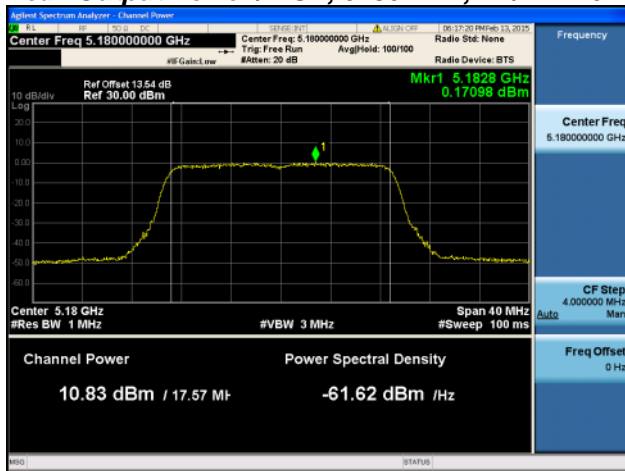 Agilent Spectrum Analyzer - Channel Power
RL RF 50 Ω DC SENSE:INT ALIGN OFF 06:17:20 PM Feb 13, 2015
Center Freq 5.180000000 GHz
Center Freq: 5.180000000 GHz
Radio Std: None
Trig: Free Run Avg|Hold: 100/100
#IFGain:Low #Atten: 20 dB Radio Device: BTS
Frequency
Ref Offset 13.54 dB
10 dB/div Ref 30.00 dBm
Mkr1 5.1828 GHz
0.17098 dBm
Log
20.0
10.0
0.00
-10.0
-20.0
-30.0
-40.0
-50.0
-60.0
1
Center Freq
5.180000000 GHz
Center 5.18 GHz Span 40 MHz
#Res BW 1 MHz #VBW 3 MHz #Sweep 100 ms
CF Step
4.000000 MHz
Auto Man
Channel Power Power Spectral Density
10.83 dBm / 17.57 MH -61.62 dBm /Hz
Freq Offset
0 Hz
MSG STATUS